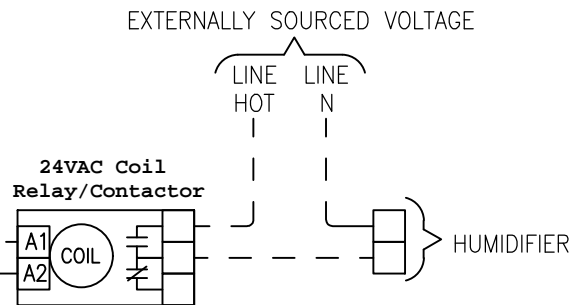 EXTERNALLY SOURCED VOLTAGE
LINE LINE
HOT N
24VAC Coil
Relay/Contactor
A1
COIL
A2
HUMIDIFIER